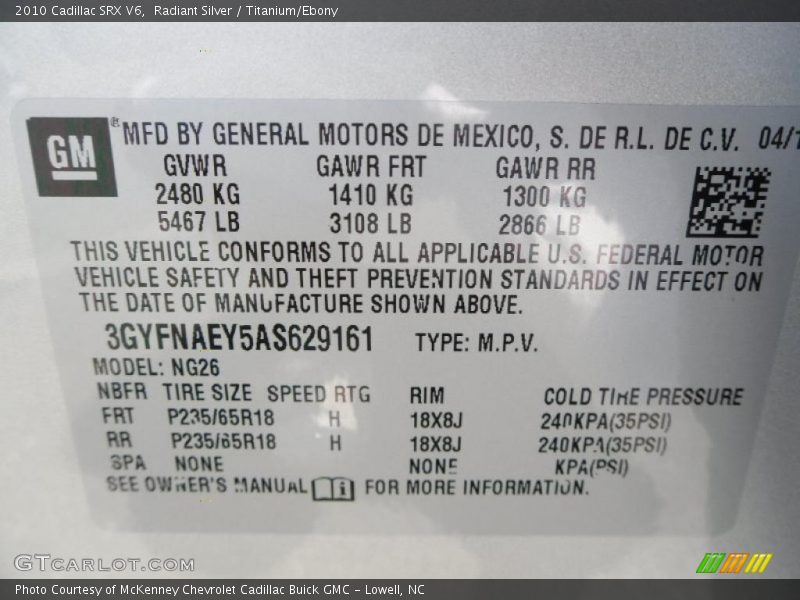 2010 Cadillac SRX V6, Radiant Silver / Titanium/Ebony
GM ® MFD BY GENERAL MOTORS DE MEXICO, S. DE R.L. DE C.V. 04/1
GVWR GAWR FRT GAWR RR
2480 KG 1410 KG 1300 KG
5467 LB 3108 LB 2866 LB
THIS VEHICLE CONFORMS TO ALL APPLICABLE U.S. FEDERAL MOTOR
VEHICLE SAFETY AND THEFT PREVENTION STANDARDS IN EFFECT ON
THE DATE OF MANUFACTURE SHOWN ABOVE.
3GYFNAEY5AS629161 TYPE: M.P.V.
MODEL: NG26
NBFR TIRE SIZE SPEED RTG RIM COLD TIRE PRESSURE
FRT P235/65R18 H 18X8J 240KPA(35PSI)
RR P235/65R18 H 18X8J 240KPA(35PSI)
SPA NONE NONE KPA(PSI)
SEE OWNER'S MANUAL i FOR MORE INFORMATION.
GTCARLOT.COM
Photo Courtesy of McKenney Chevrolet Cadillac Buick GMC - Lowell, NC